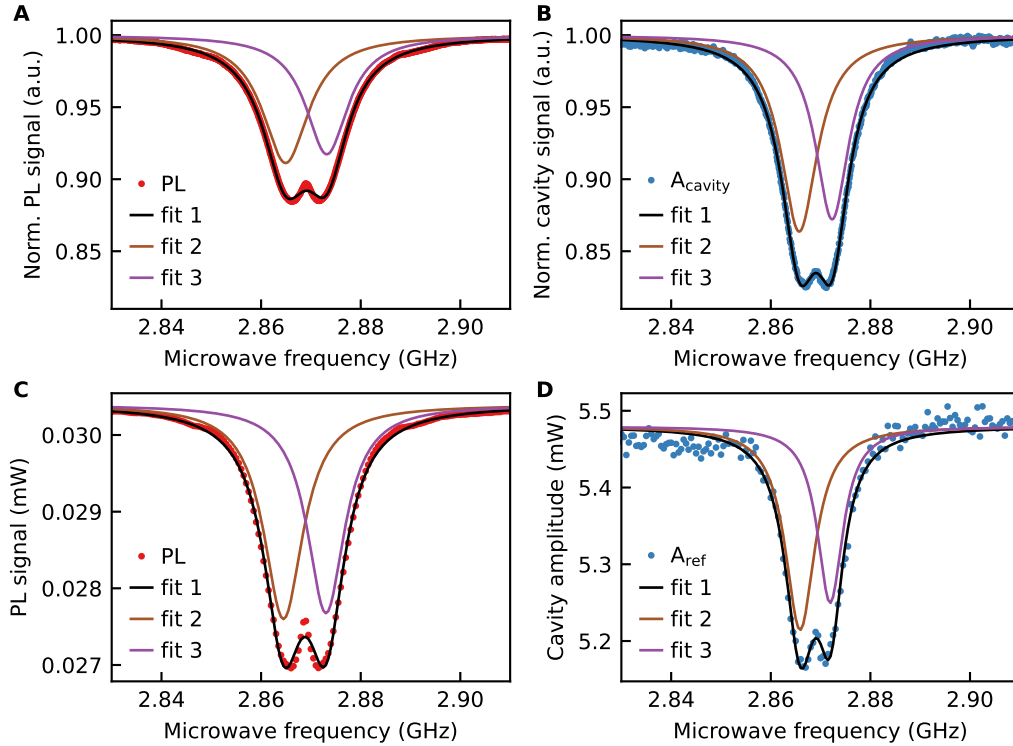 A
1.00
0.95
0.90
0.85
Norm. PL signal (a.u.)
PL
fit 1
fit 2
fit 3
2.84 2.86 2.88 2.90
Microwave frequency (GHz)
B
1.00
0.95
0.90
0.85
Norm. cavity signal (a.u.)
A_cavity
fit 1
fit 2
fit 3
2.84 2.86 2.88 2.90
Microwave frequency (GHz)
C
0.030
0.029
0.028
0.027
PL signal (mW)
PL
fit 1
fit 2
fit 3
2.84 2.86 2.88 2.90
Microwave frequency (GHz)
D
5.5
5.4
5.3
5.2
Cavity amplitude (mW)
A_ref
fit 1
fit 2
fit 3
2.84 2.86 2.88 2.90
Microwave frequency (GHz)